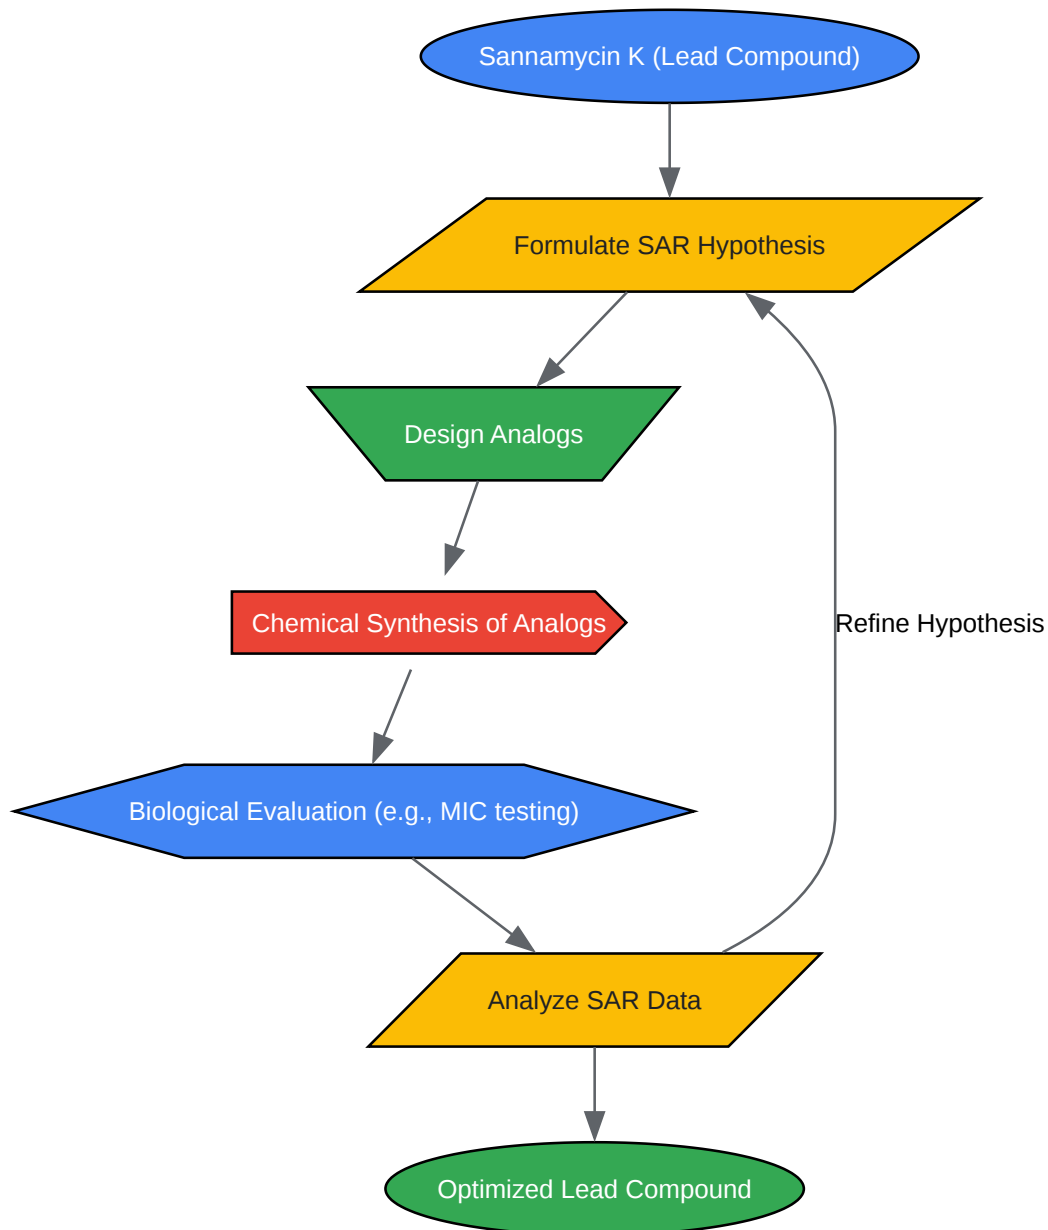 Sannamycin K (Lead Compound)
Formulate SAR Hypothesis
Design Analogs
Chemical Synthesis of Analogs
Refine Hypothesis
Biological Evaluation (e.g., MIC testing)
Analyze SAR Data
Optimized Lead Compound